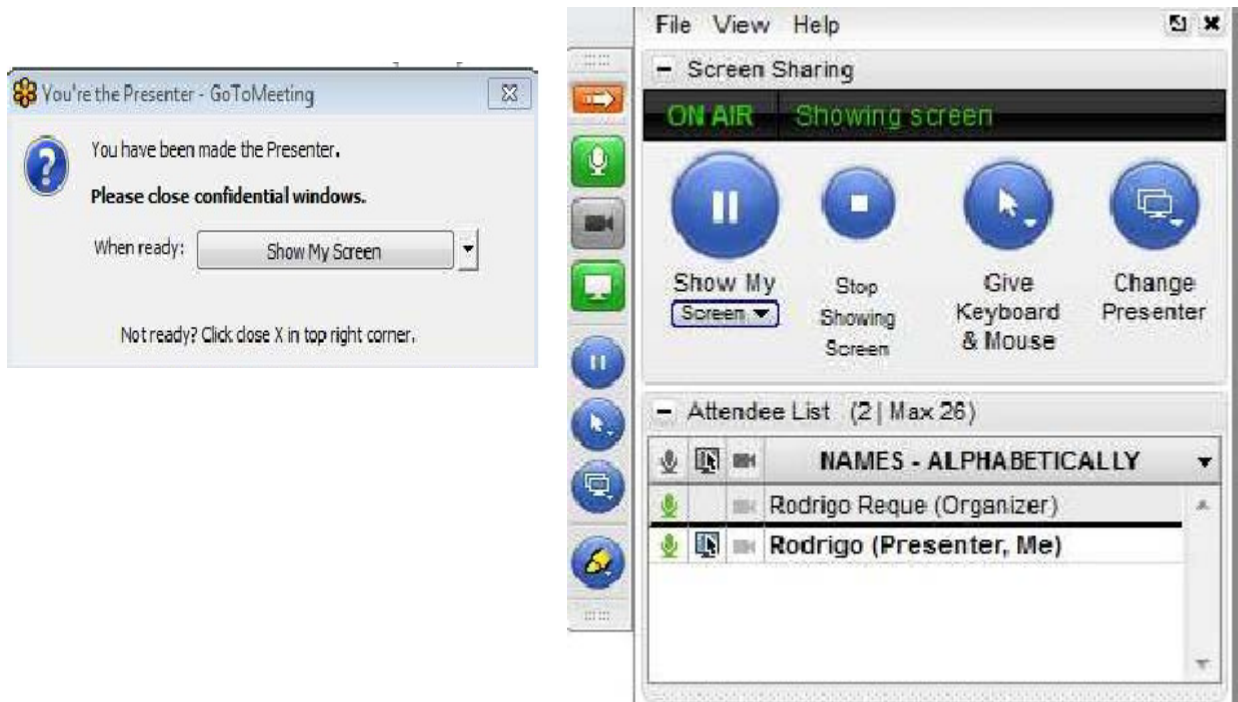 You're the Presenter - GoToMeeting
You have been made the Presenter.
Please close confidential windows.
When ready: Show My Screen
Not ready? Click close X in top right corner.
File View Help
Screen Sharing
ON AIR Showing screen
Show My
Screen
Stop
Showing
Screen
Give
Keyboard
& Mouse
Change
Presenter
Attendee List (2 | Max 26)
NAMES - ALPHABETICALLY
Rodrigo Reque (Organizer)
Rodrigo (Presenter, Me)